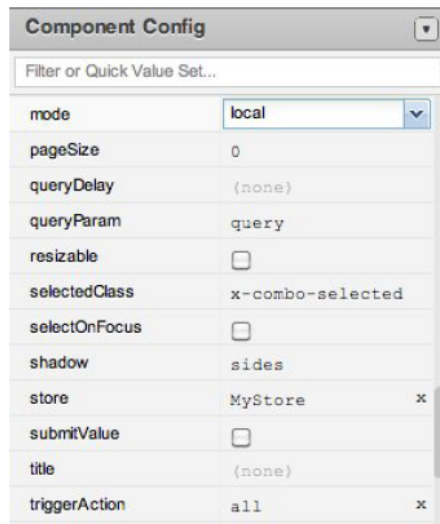 Component Config
Filter or Quick Value Set...
mode local
pageSize 0
queryDelay (none)
queryParam query
resizable
selectedClass x-combo-selected
selectOnFocus
shadow sides
store MyStore x
submitValue
title (none)
triggerAction all x